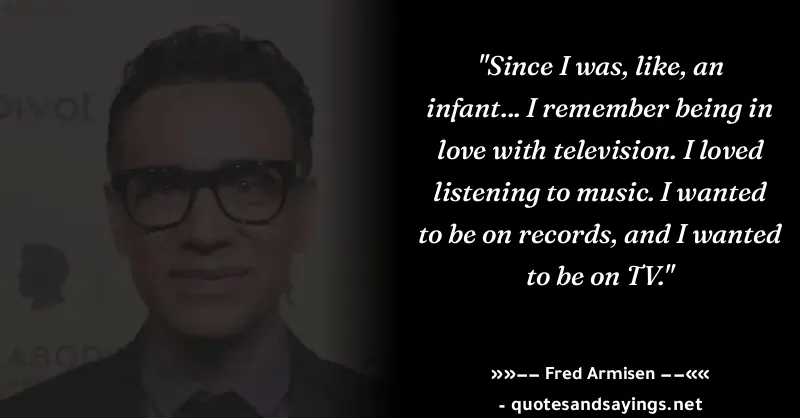 pivot
"Since I was, like, an
infant... I remember being in
love with television. I loved
listening to music. I wanted
to be on records, and I wanted
to be on TV."
»»–– Fred Armisen ––««
- quotesandsayings.net